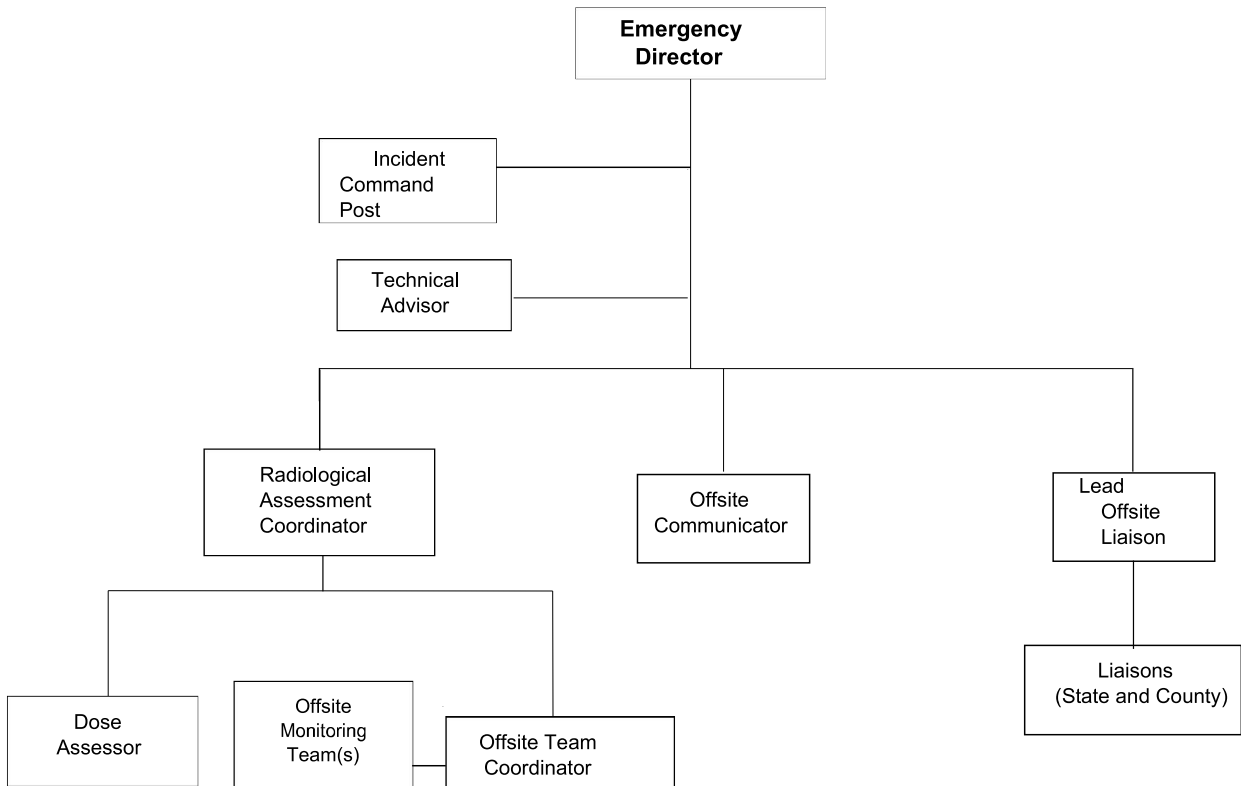 Emergency
Director
Incident
Command
Post
Technical
Advisor
Radiological
Assessment
Coordinator
Offsite
Communicator
Lead
Offsite
Liaison
Liaisons
(State and County)
Dose
Assessor
Offsite
Monitoring
Team(s)
Offsite Team
Coordinator